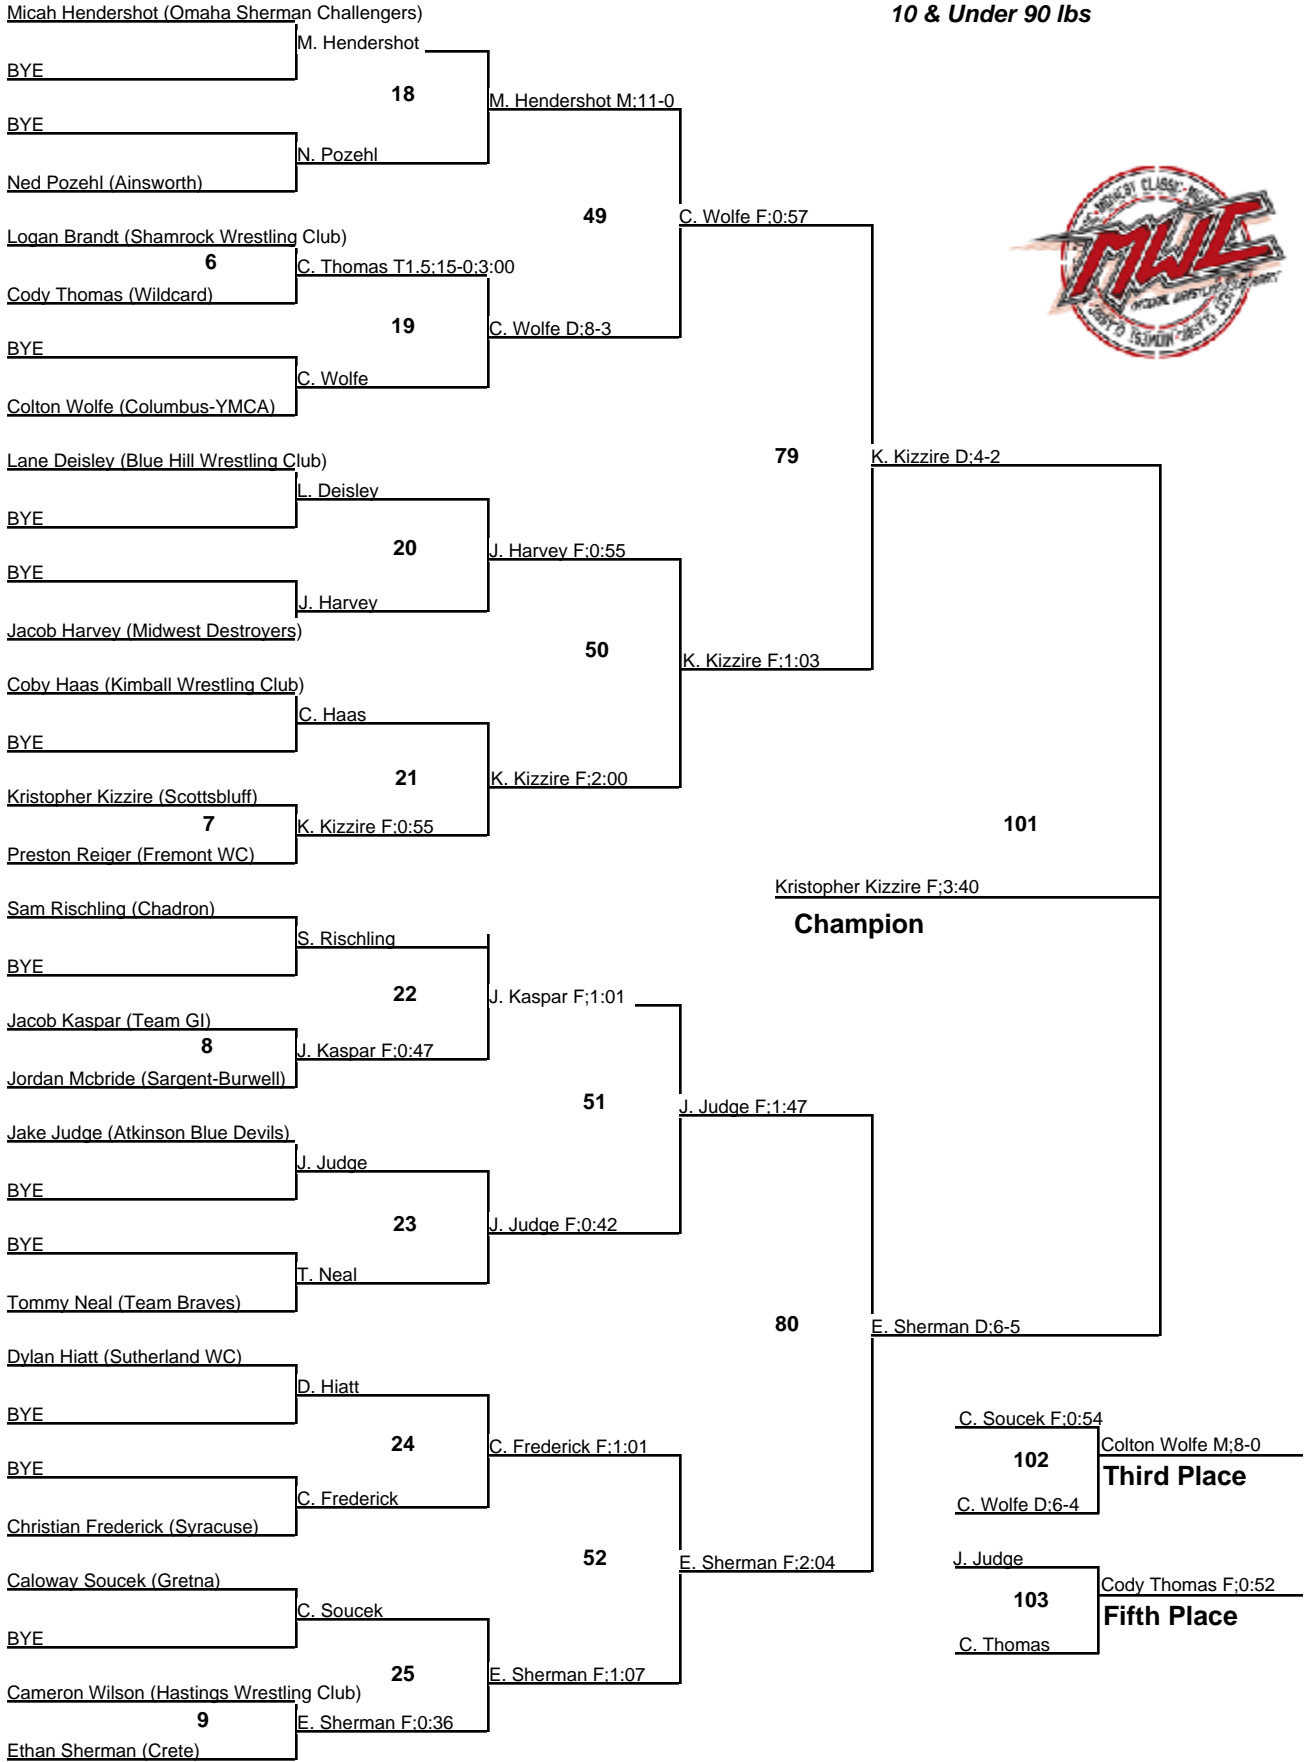 Micah Hendershot (Omaha Sherman Challengers)
10 & Under 90 lbs
M. Hendershot
BYE
18
M. Hendershot M;11-0
BYE
N. Pozehl
Ned Pozehl (Ainsworth)
49
C. Wolfe F;0:57
Logan Brandt (Shamrock Wrestling Club)
6
C. Thomas T1.5;15-0;3:00
Cody Thomas (Wildcard)
19
C. Wolfe D;8-3
BYE
C. Wolfe
Colton Wolfe (Columbus-YMCA)
MWC
79
K. Kizzire D;4-2
Lane Deisley (Blue Hill Wrestling Club)
L. Deisley
BYE
20
J. Harvey F;0:55
BYE
J. Harvey
Jacob Harvey (Midwest Destroyers)
50
K. Kizzire F;1:03
Coby Haas (Kimball Wrestling Club)
C. Haas
BYE
21
K. Kizzire F;2:00
Kristopher Kizzire (Scottsbluff)
7
K. Kizzire F;0:55
Preston Reiger (Fremont WC)
101
Kristopher Kizzire F;3:40
Champion
Sam Rischling (Chadron)
S. Rischling
BYE
22
J. Kaspar F;1:01
Jacob Kaspar (Team GI)
8
J. Kaspar F;0:47
Jordan Mcbride (Sargent-Burwell)
51
J. Judge F;1:47
Jake Judge (Atkinson Blue Devils)
J. Judge
BYE
23
J. Judge F;0:42
BYE
T. Neal
Tommy Neal (Team Braves)
80
E. Sherman D;6-5
Dylan Hiatt (Sutherland WC)
D. Hiatt
BYE
24
C. Frederick F;1:01
BYE
C. Frederick
Christian Frederick (Syracuse)
52
E. Sherman F;2:04
Caloway Soucek (Gretna)
C. Soucek
BYE
25
E. Sherman F;1:07
Cameron Wilson (Hastings Wrestling Club)
9
E. Sherman F;0:36
Ethan Sherman (Crete)
C. Soucek F;0:54
102
Colton Wolfe M;8-0
Third Place
C. Wolfe D;6-4
J. Judge
103
Cody Thomas F;0:52
Fifth Place
C. Thomas